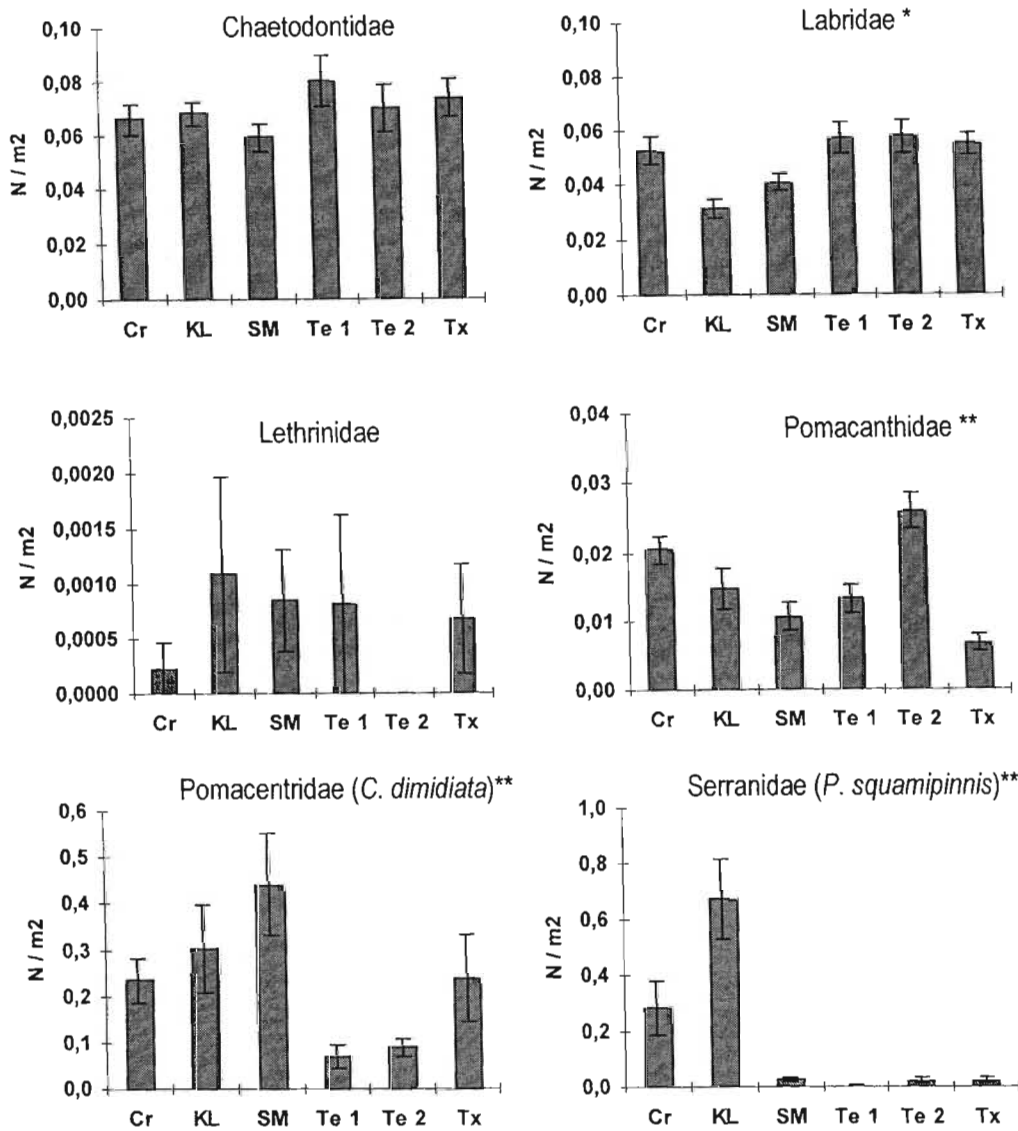 Chaetodontidae
0,10
0,08
0,06
0,04
0,02
0,00
N / m2
Cr KL SM Te 1 Te 2 Tx
Labridae *
0,10
0,08
0,06
0,04
0,02
0,00
N / m2
Cr KL SM Te 1 Te 2 Tx
Lethrinidae
0,0025
0,0020
0,0015
0,0010
0,0005
0,0000
N / m2
Cr KL SM Te 1 Te 2 Tx
Pomacanthidae **
0,04
0,03
0,02
0,01
0,00
N / m2
Cr KL SM Te 1 Te 2 Tx
Pomacentridae (C. dimidiata)**
0,6
0,5
0,4
0,3
0,2
0,1
0,0
N / m2
Cr KL SM Te 1 Te 2 Tx
Serranidae (P. squamipinnis)**
1,0
0,8
0,6
0,4
0,2
0,0
N / m2
Cr KL SM Te 1 Te 2 Tx